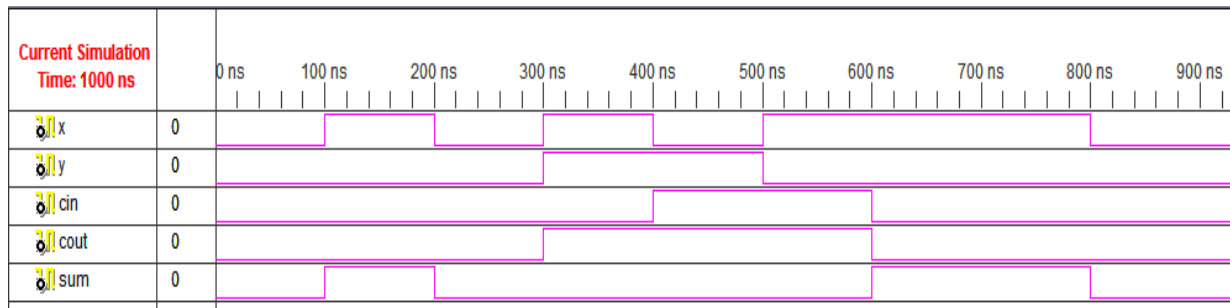 Current Simulation
Time: 1000 ns
0 ns 100 ns 200 ns 300 ns 400 ns 500 ns 600 ns 700 ns 800 ns 900 ns
x 0
y 0
cin 0
cout 0
sum 0